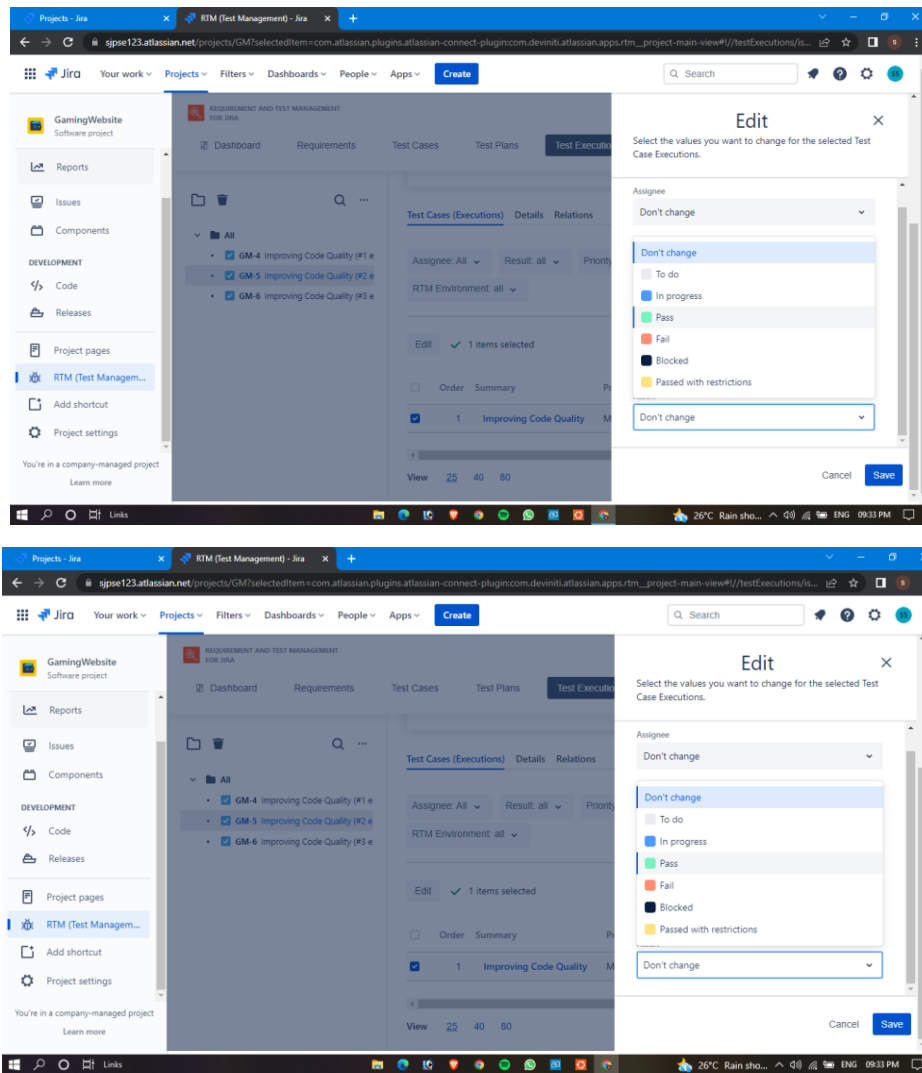 Projects - Jira
RTM (Test Management) - Jira
sjpse123.atlassian.net/projects/GM?selectedItem=com.atlassian.plugins.atlassian-connect-plugin:com.deviniti.atlassian.apps.rtm__project-main-view#!/testExecutions/is...
Jira Your work Projects Filters Dashboards People Apps Create Search SS
GamingWebsite
Software project
Reports
Issues
Components
DEVELOPMENT
Code
Releases
Project pages
RTM (Test Managem...
Add shortcut
Project settings
You're in a company-managed project
Learn more
REQUIREMENT AND TEST MANAGEMENT
FOR JIRA
Dashboard Requirements Test Cases Test Plans Test Executio
All
GM-4 Improving Code Quality (#1 e
GM-5 Improving Code Quality (#2 e
GM-6 Improving Code Quality (#3 e
Test Cases (Executions) Details Relations
Assignee: All Result: all Priority
RTM Environment: all
Edit 1 items selected
Order Summary Pr
1 Improving Code Quality M
View 25 40 80
Edit
Select the values you want to change for the selected Test
Case Executions.
Assignee
Don't change
Don't change
To do
In progress
Pass
Fail
Blocked
Passed with restrictions
Don't change
Cancel Save
Links
26°C Rain sho... ENG 09:33 PM
Projects - Jira
RTM (Test Management) - Jira
sjpse123.atlassian.net/projects/GM?selectedItem=com.atlassian.plugins.atlassian-connect-plugin:com.deviniti.atlassian.apps.rtm__project-main-view#!/testExecutions/is...
Jira Your work Projects Filters Dashboards People Apps Create Search SS
GamingWebsite
Software project
Reports
Issues
Components
DEVELOPMENT
Code
Releases
Project pages
RTM (Test Managem...
Add shortcut
Project settings
You're in a company-managed project
Learn more
REQUIREMENT AND TEST MANAGEMENT
FOR JIRA
Dashboard Requirements Test Cases Test Plans Test Executio
All
GM-4 Improving Code Quality (#1 e
GM-5 Improving Code Quality (#2 e
GM-6 Improving Code Quality (#3 e
Test Cases (Executions) Details Relations
Assignee: All Result: all Priority
RTM Environment: all
Edit 1 items selected
Order Summary Pr
1 Improving Code Quality M
View 25 40 80
Edit
Select the values you want to change for the selected Test
Case Executions.
Assignee
Don't change
Don't change
To do
In progress
Pass
Fail
Blocked
Passed with restrictions
Don't change
Cancel Save
Links
26°C Rain sho... ENG 09:33 PM